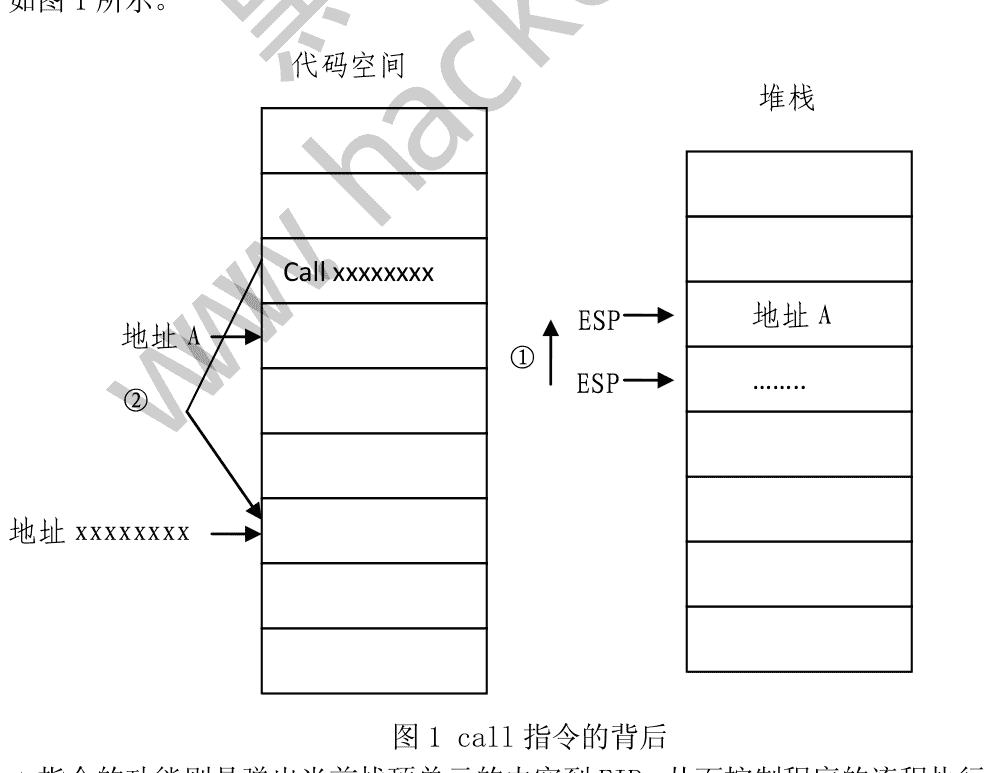 如图 1 所示。
代码空间
堆栈
Call xxxxxxxx
地址 A
②
地址 xxxxxxxx
①
ESP
地址 A
ESP
........
图 1 call 指令的背后
指令的功能则是弹出当前栈顶单元的内容到 EIP,从而控制程序的流程执行
www.hack